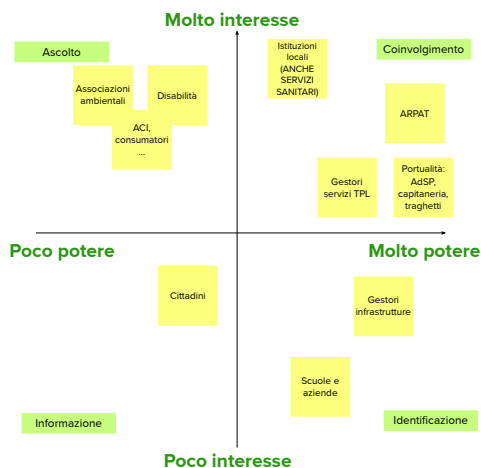 Molto interesse
Ascolto
Coinvolgimento
Istituzioni
locali
(ANCHE
SERVIZI
SANITARI)
Associazioni
ambientali
Disabilità
ACI,
consumatori
...
ARPAT
Gestori
servizi TPL
Portualità:
AdSP,
capitaneria,
traghetti
Poco potere
Molto potere
Cittadini
Gestori
infrastrutture
Scuole e
aziende
Informazione
Identificazione
Poco interesse